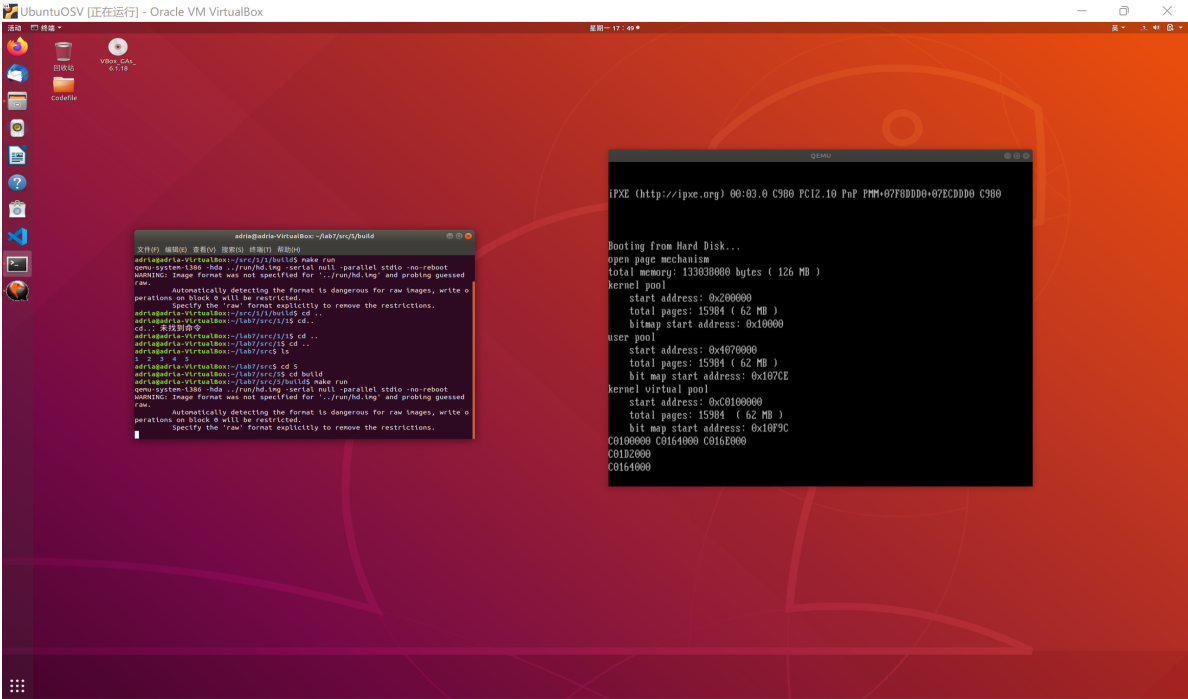 UbuntuOSV [正在运行] - Oracle VM VirtualBox
活动 终端 星期一 17：49 英
回收站
VBox_GAs_
6.1.18
Codefile
adria@adria-VirtualBox: ~/lab7/src/5/build
文件(F) 编辑(E) 查看(V) 搜索(S) 终端(T) 帮助(H)
adria@adria-VirtualBox:~/src/1/1/build$ make run
qemu-system-i386 -hda ../run/hd.img -serial null -parallel stdio -no-reboot
WARNING: Image format was not specified for '../run/hd.img' and probing guessed
raw.
Automatically detecting the format is dangerous for raw images, write o
perations on block 0 will be restricted.
Specify the 'raw' format explicitly to remove the restrictions.
adria@adria-VirtualBox:~/src/1/1/build$ cd ..
adria@adria-VirtualBox:~/lab7/src/1/1$ cd..
cd..：未找到命令
adria@adria-VirtualBox:~/lab7/src/1/1$ cd ..
adria@adria-VirtualBox:~/lab7/src/1$ cd ..
adria@adria-VirtualBox:~/lab7/src$ ls
1 2 3 4 5
adria@adria-VirtualBox:~/lab7/src$ cd 5
adria@adria-VirtualBox:~/lab7/src/5$ cd build
adria@adria-VirtualBox:~/lab7/src/5/build$ make run
qemu-system-i386 -hda ../run/hd.img -serial null -parallel stdio -no-reboot
WARNING: Image format was not specified for '../run/hd.img' and probing guessed
raw.
Automatically detecting the format is dangerous for raw images, write o
perations on block 0 will be restricted.
Specify the 'raw' format explicitly to remove the restrictions.
QEMU
iPXE (http://ipxe.org) 00:03.0 C980 PCI2.10 PnP PMM+07F8DDD0+07ECDDD0 C980
Booting from Hard Disk...
open page mechanism
total memory: 133038080 bytes ( 126 MB )
kernel pool
start address: 0x200000
total pages: 15984 ( 62 MB )
bitmap start address: 0x10000
user pool
start address: 0x4070000
total pages: 15984 ( 62 MB )
bit map start address: 0x107CE
kernel virtual pool
start address: 0xC0100000
total pages: 15984 ( 62 MB )
bit map start address: 0x10F9C
C0100000 C0164000 C016E000
C01D2000
C0164000